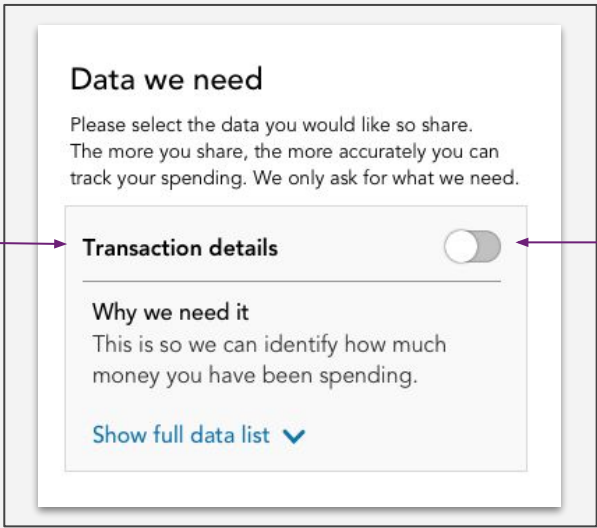 Data we need
Please select the data you would like so share.
The more you share, the more accurately you can
track your spending. We only ask for what we need.
Transaction details
Why we need it
This is so we can identify how much
money you have been spending.
Show full data list